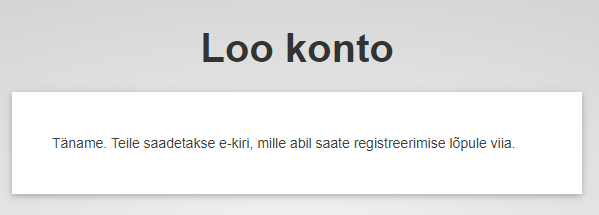 Loo konto
Täname. Teile saadetakse e-kiri, mille abil saate registreerimise lõpule viia.